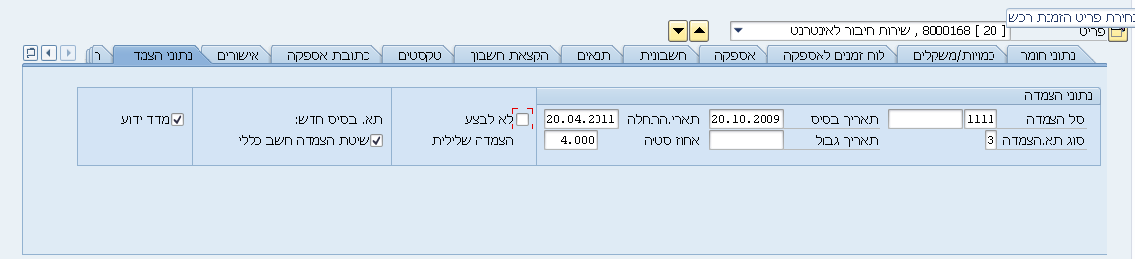 בחירת פריט הזמנת רכש
פריט [ 20 ] 8000168 , שירות חיבור לאינטרנט
נתוני חומר כמויות/משקלים לוח זמנים לאספקה אספקה חשבונית תנאים הקצאת חשבון טקסטים כתובת אספקה אישורים נתוני הצמד ר
נתוני הצמדה
סל הצמדה 1111 תאריך בסיס 20.10.2009 תארי.התחלה 20.04.2011 לא לבצע תא. בסיס חדש: מדד ידוע
סוג תא.הצמדה 3 תאריך גבול אחוז סטיה 4.000 הצמדה שלילית שיטת הצמדה חשב כללי